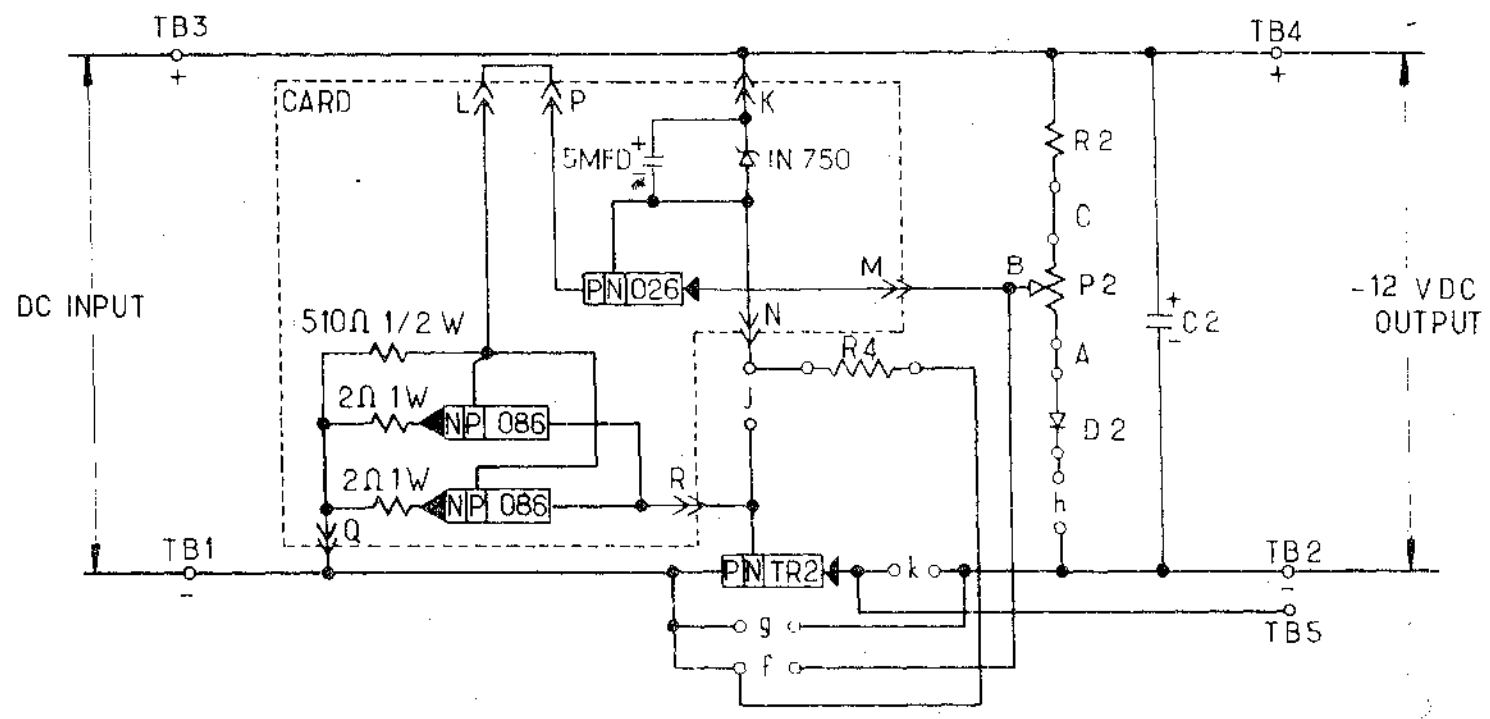 TB3
TB4
+
+
CARD
L
P
K
5MFD
+
-
IN 750
R2
C
DC INPUT
PN 026
M
B
P2
+
C2
-
-12 VDC
OUTPUT
N
510Ω 1/2 W
R4
A
J
2Ω 1W
NP 086
D2
2Ω 1W
NP 086
R
h
Q
TB1
-
PN TR2
k
TB2
-
g
TB5
f